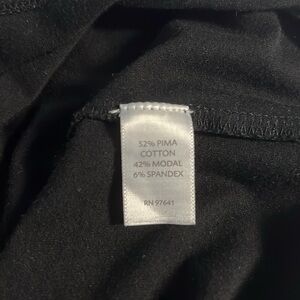 52% PIMA
COTTON
42% MODAL
6% SPANDEX
RN 97641